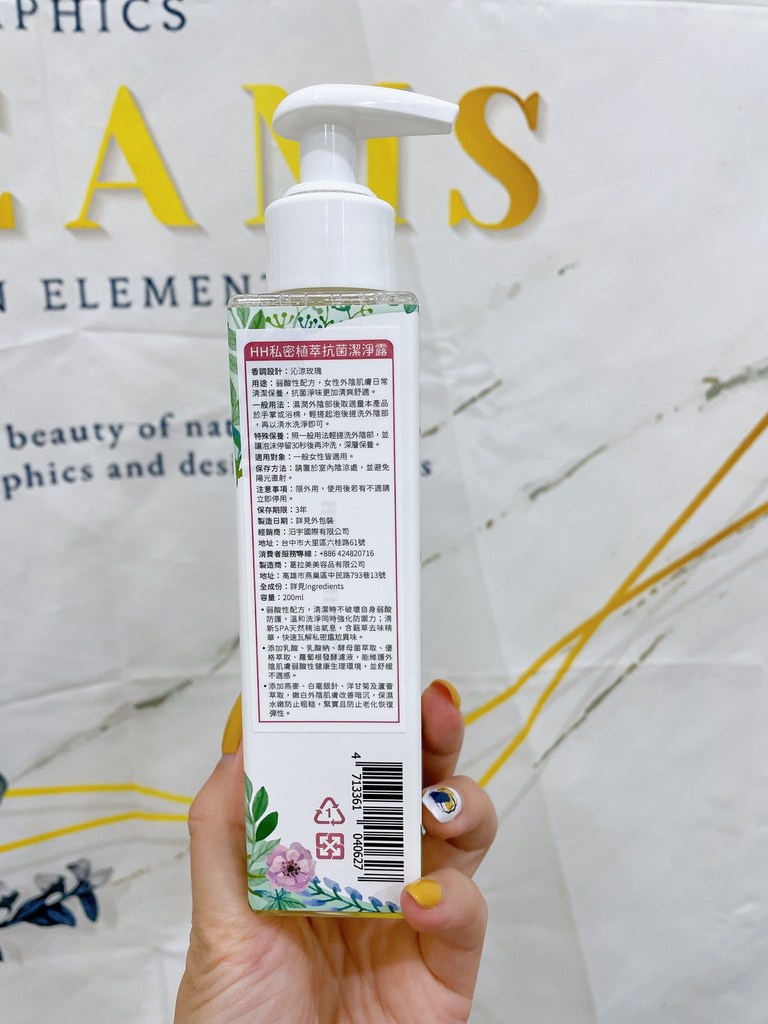 PHICS
EAMS
N ELEMEN
beauty of nat
phics and desi
s
HH私密植萃抗菌潔淨露
香調設計：沁涼玫瑰
用途：弱酸性配方，女性外陰肌膚日常
清潔保養，抗菌淨味更加清爽舒適。
一般用法：濕潤外陰部後取適量本產品
於手掌或浴棉，輕搓起泡後搓洗外陰部
，再以清水洗淨即可。
特殊保養：照一般用法輕搓洗外陰部，並
讓泡沫停留30秒後再沖洗，深層保養。
適用對象：一般女性皆適用。
保存方法：請置於室內陰涼處，並避免
陽光直射。
注意事項：限外用，使用後若有不適請
立即停用。
保存期限：3年
製造日期：詳見外包裝
經銷商：汨宇國際有限公司
地址：台中市大里區六桂路61號
消費者服務專線：+886 424820716
製造商：葛拉美美容品有限公司
地址：高雄市燕巢區中民路793巷13號
全成份：詳見Ingredients
容量：200ml
•弱酸性配方，清潔時不破壞自身弱酸
防護，溫和洗淨同時強化防禦力；清
新SPA天然精油氣息，含蕺草去味精
華，快速瓦解私密尷尬異味。
•添加乳酸、乳酸鈉、酵母菌萃取、優
格萃取、蘿蔔根發酵濾液，能維護外
陰肌膚弱酸性健康生理環境，並舒緩
不適感。
•添加燕麥、白毫銀針、洋甘菊及蘆薈
萃取，嫩白外陰肌膚改善暗沉，保濕
水嫩防止粗糙，緊實且防止老化恢復
彈性。
4 713361 040627
1